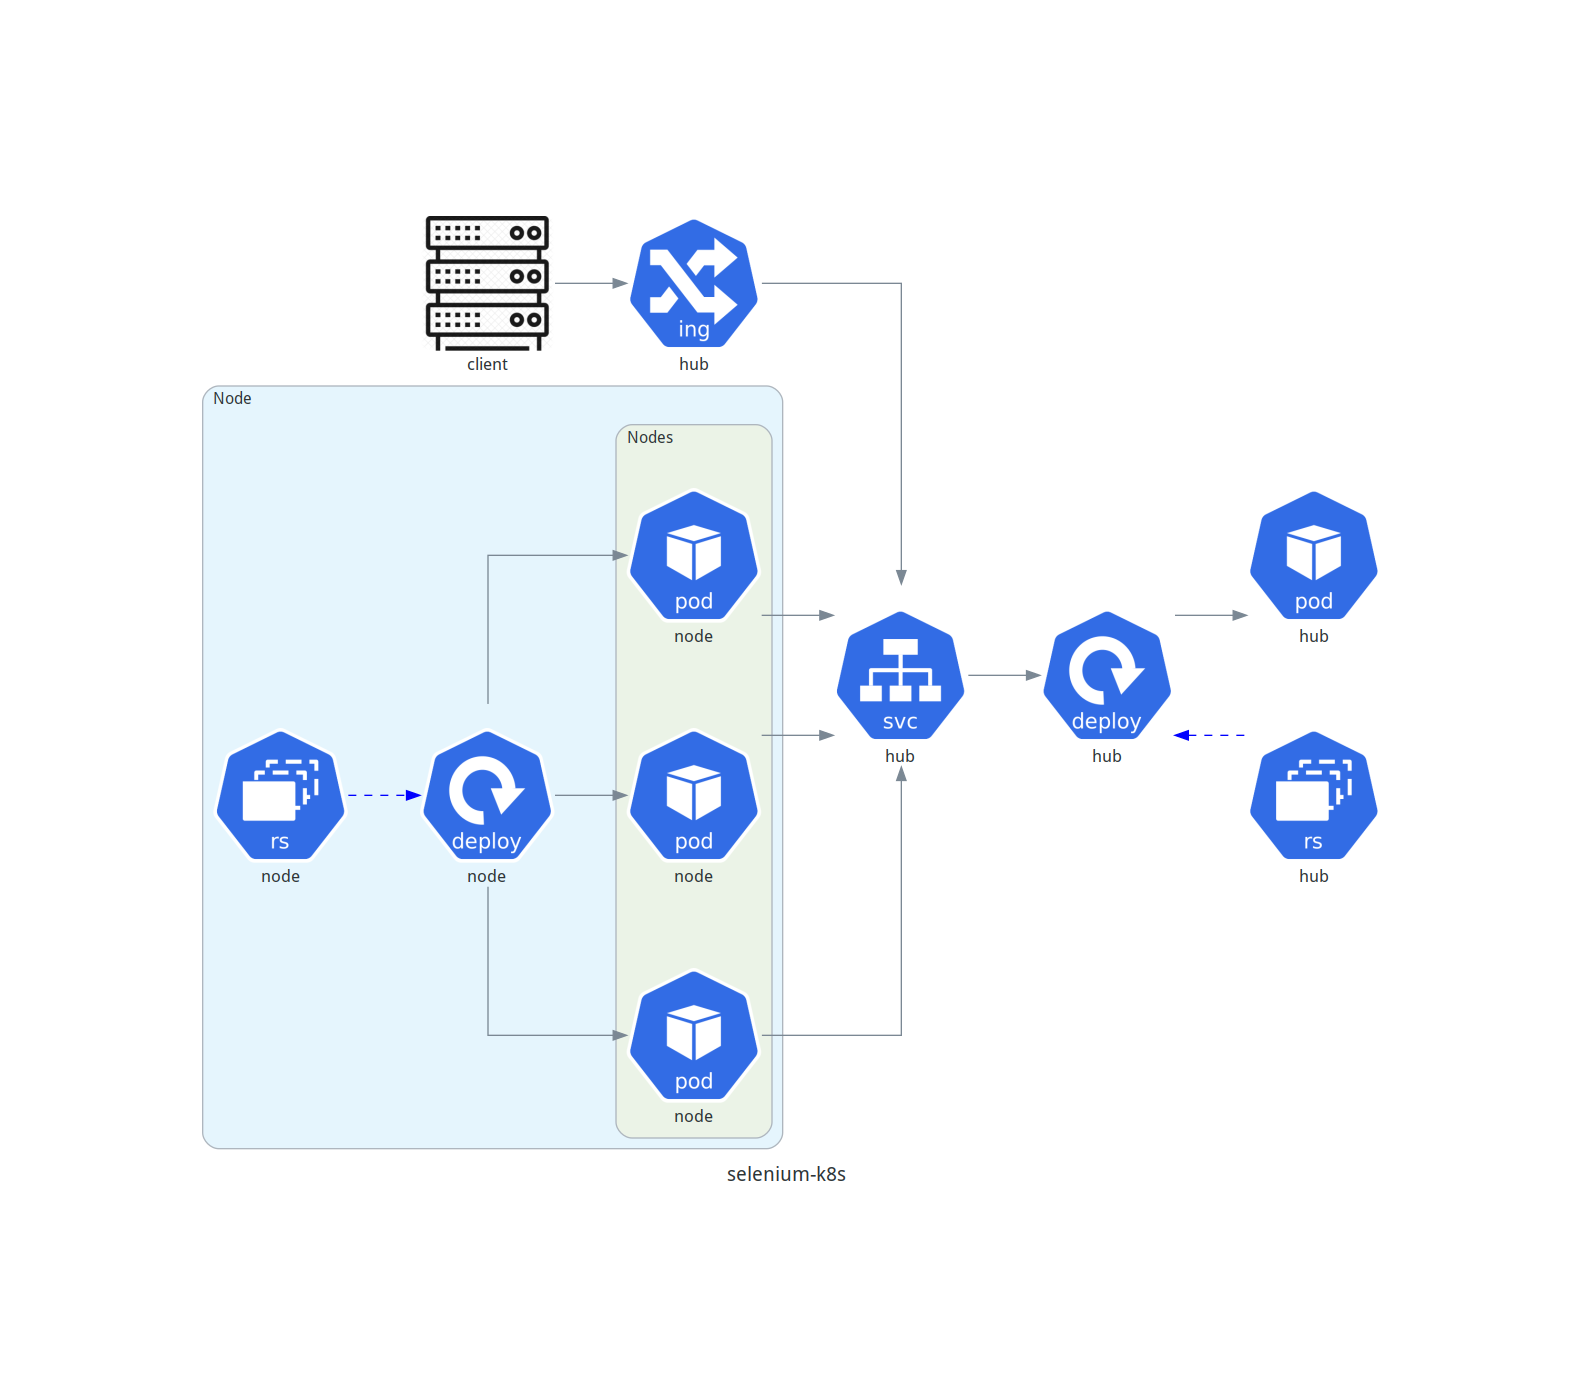 client
ing
hub
Node
Nodes
pod
node
pod
hub
svc
hub
deploy
hub
rs
node
deploy
node
pod
node
rs
hub
pod
node
selenium-k8s